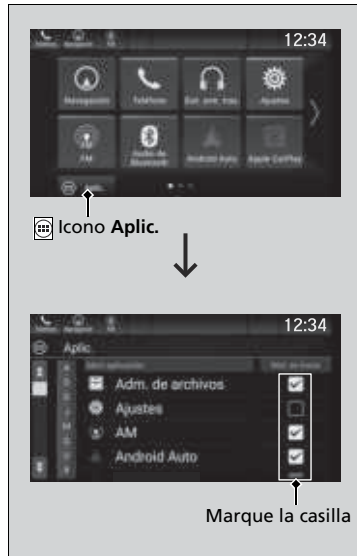 12:34
Navegación Teléfono Ajustes
AM Audio de Bluetooth Android Auto Apple CarPlay
Aplic.
Icono Aplic.
12:34
Aplic
Adm. de archivos
Ajustes
AM
Android Auto
Marque la casilla